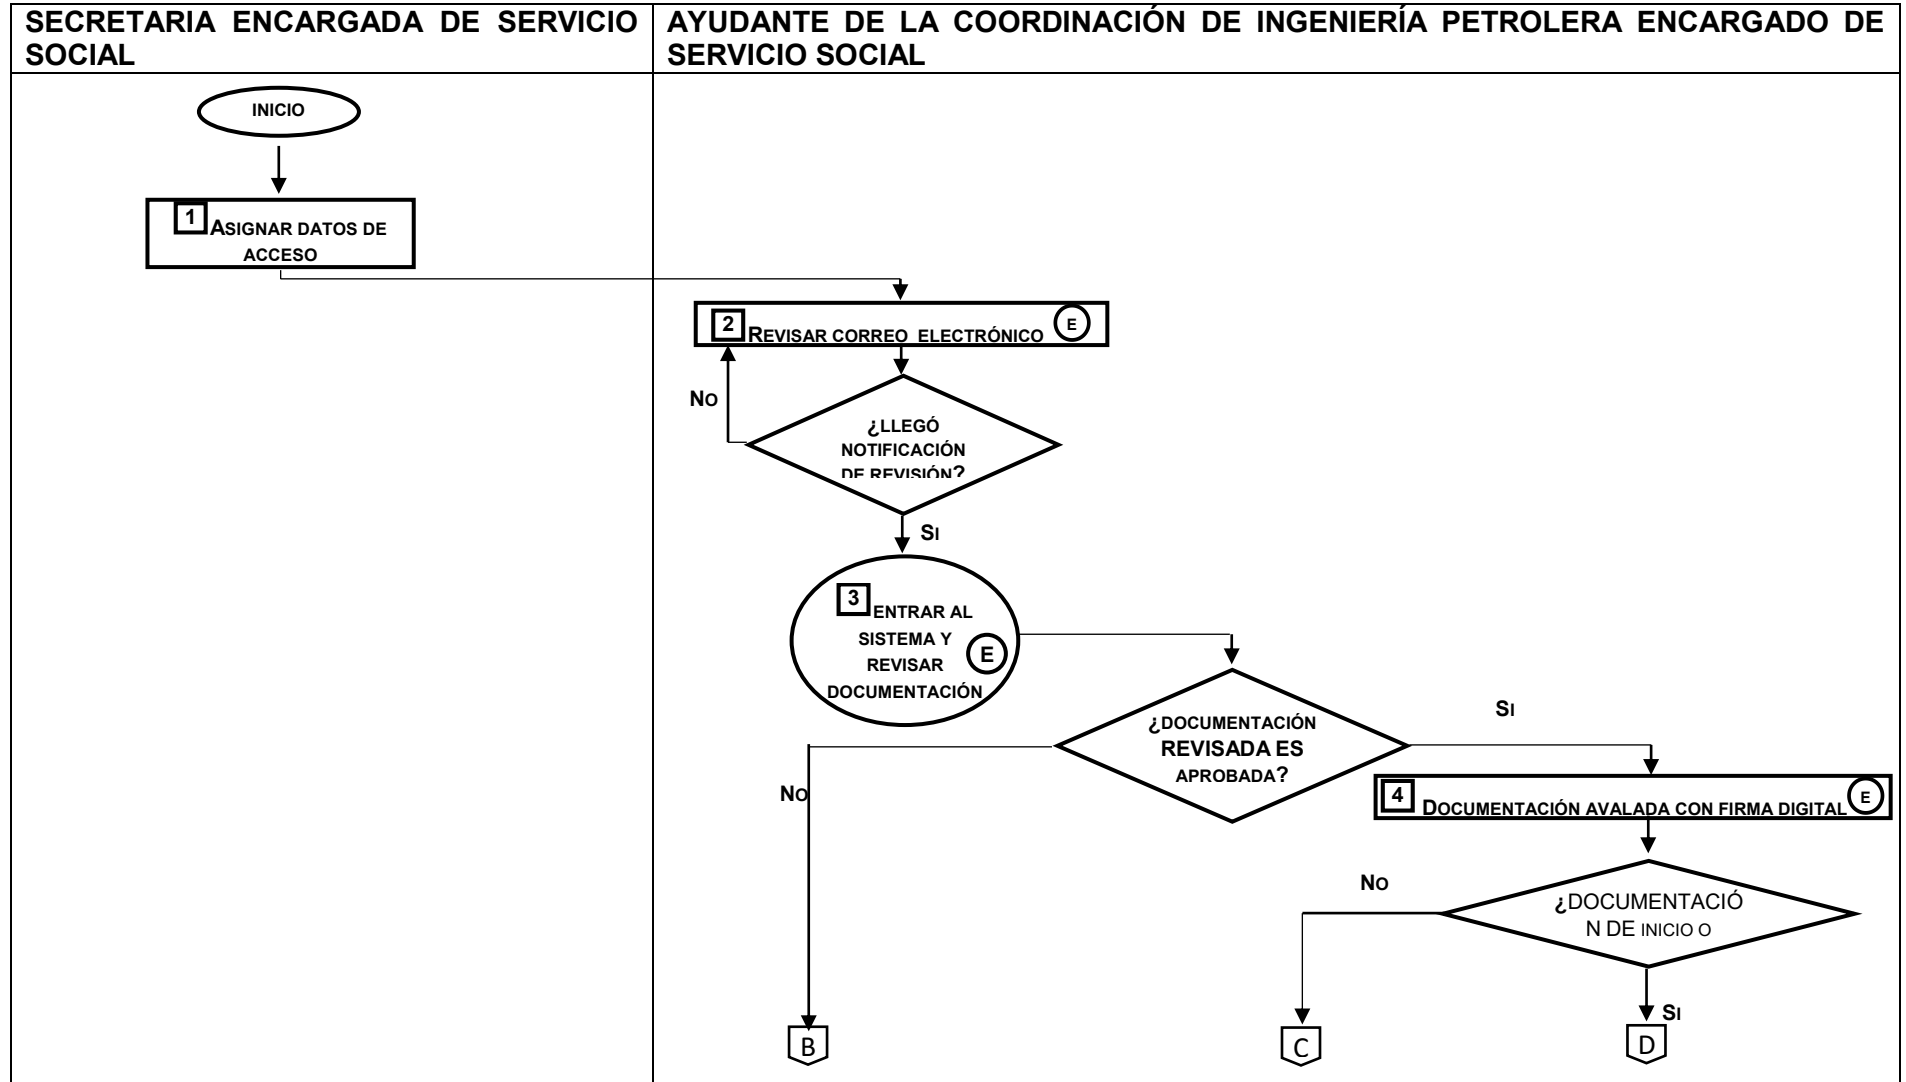 SECRETARIA ENCARGADA DE SERVICIO
SOCIAL
AYUDANTE DE LA COORDINACIÓN DE INGENIERÍA PETROLERA ENCARGADO DE
SERVICIO SOCIAL
INICIO
1
ASIGNAR DATOS DE
ACCESO
2
REVISAR CORREO ELECTRÓNICO
E
NO
¿LLEGÓ
NOTIFICACIÓN
DE REVISIÓN?
SI
3
ENTRAR AL
SISTEMA Y
REVISAR
DOCUMENTACIÓN
E
¿DOCUMENTACIÓN
REVISADA ES
APROBADA?
SI
NO
4
DOCUMENTACIÓN AVALADA CON FIRMA DIGITAL
E
NO
¿DOCUMENTACIÓ
N DE INICIO O
SI
B
C
D